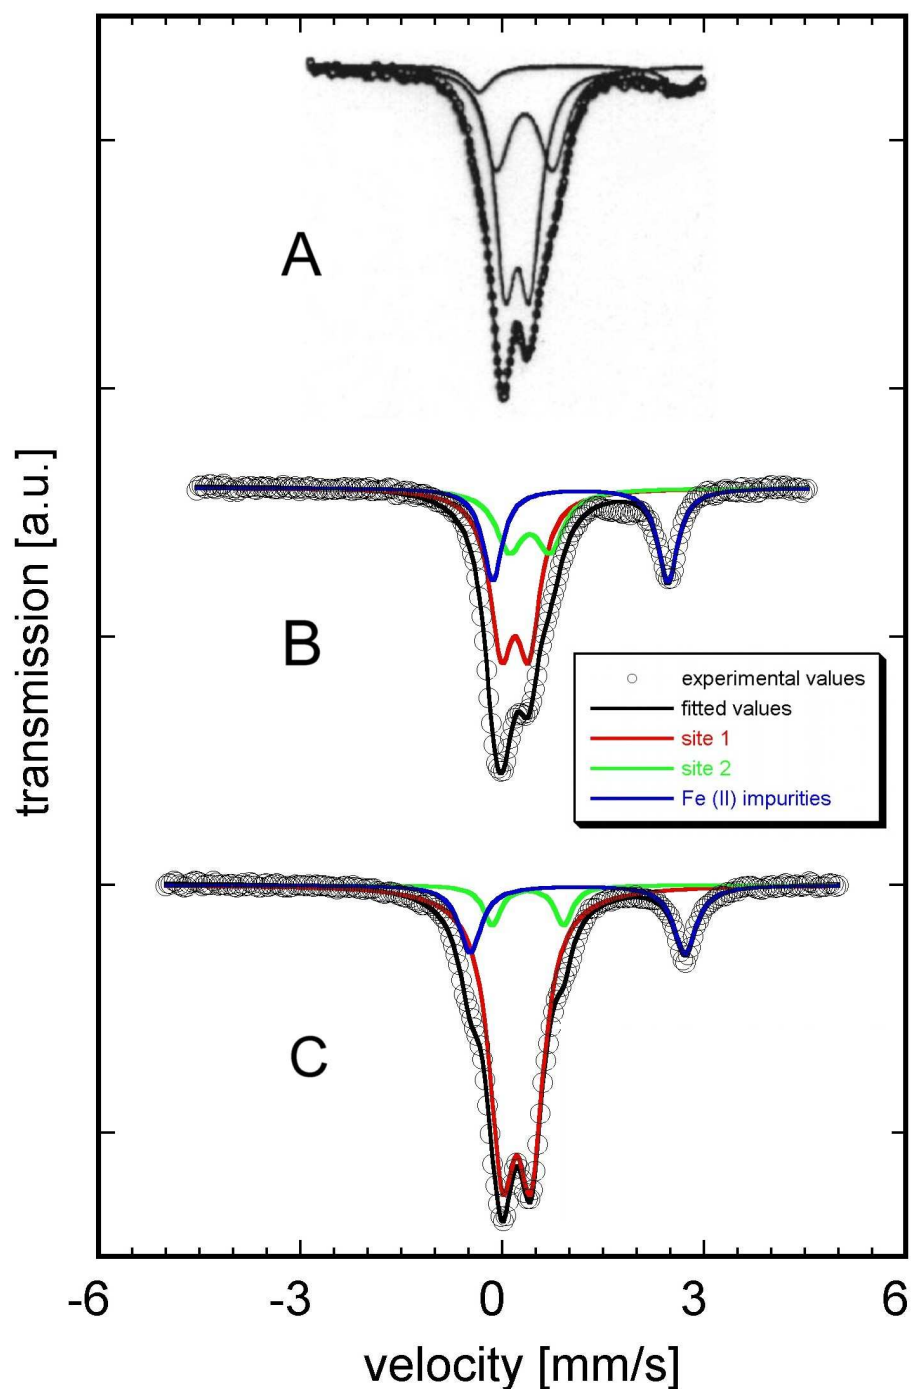 A
B
C
transmission [a.u.]
experimental values
fitted values
site 1
site 2
Fe (II) impurities
-6 -3 0 3 6
velocity [mm/s]